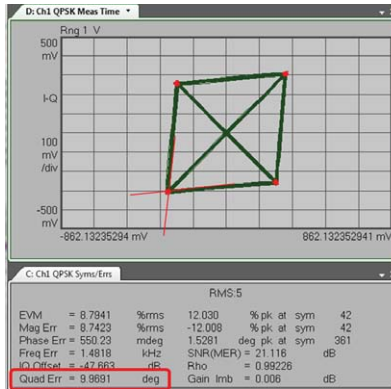 D: Ch1 QPSK Meas Time
Rng 1 V
500
mV
I-Q
100
mV
/div
-500
mV
-862.13235294 mV 862.1323529​41 mV
C: Ch1 QPSK Syms/Errs
RMS:5
EVM = 8.7941 %rms 12.030 % pk at sym 42
Mag Err = 8.7423 %rms -12.008 % pk at sym 42
Phase Err = 550.23 mdeg 1.5281 deg pk at sym 361
Freq Err = 1.4818 kHz SNR(MER) = 21.116 dB
IQ Offset = -47.663 dB Rho = 0.99226
Quad Err = 9.9691 deg Gain Imb = 0.006 dB